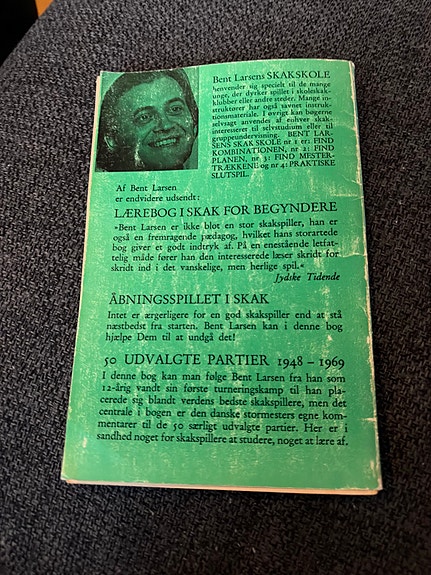 Bent Larsens SKAKSKOLE
henvender sig specielt til de mange
unge, der dyrker spillet i skoleskak-
klubber eller andre steder. Mange in-
struktører har også savnet instruk-
tionsmateriale. I øvrigt kan bøgerne
selvsagt anvendes af enhver skak-
interesseret til selvstudium eller til
gruppeundervisning. BENT LAR-
SENS SKAKSKOLE nr 1 er: FIND
KOMBINATIONEN, nr 2: FIND
PLANEN, nr 3: FIND MESTER-
TRÆKKENE og nr 4: PRAKTISKE
SLUTSPIL.
Af Bent Larsen
er endvidere udsendt:
LÆREBOG I SKAK FOR BEGYNDERE
»Bent Larsen er ikke blot en stor skakspiller, han er
også en fremragende pædagog, hvilket hans storartede
bog giver et godt indtryk af. På en enestående letfat-
telig måde fører han den interesserede læser skridt for
skridt ind i det vanskelige, men herlige spil.«
Jydske Tidende
ÅBNINGSSPILLET I SKAK
Intet er ærgerligere for en god skakspiller end at stå
næstbedst fra starten. Bent Larsen kan i denne bog
hjælpe Dem til at undgå det!
50 UDVALGTE PARTIER 1948 – 1969
I denne bog kan man følge Bent Larsen fra han som
12-årig vandt sin første turneringskamp til han pla-
cerede sig blandt verdens bedste skakspillere, men det
centrale i bogen er den danske stormesters egne kom-
mentarer til de 50 særligt udvalgte partier. Her er i
sandhed noget for skakspillere at studere, noget at lære af.